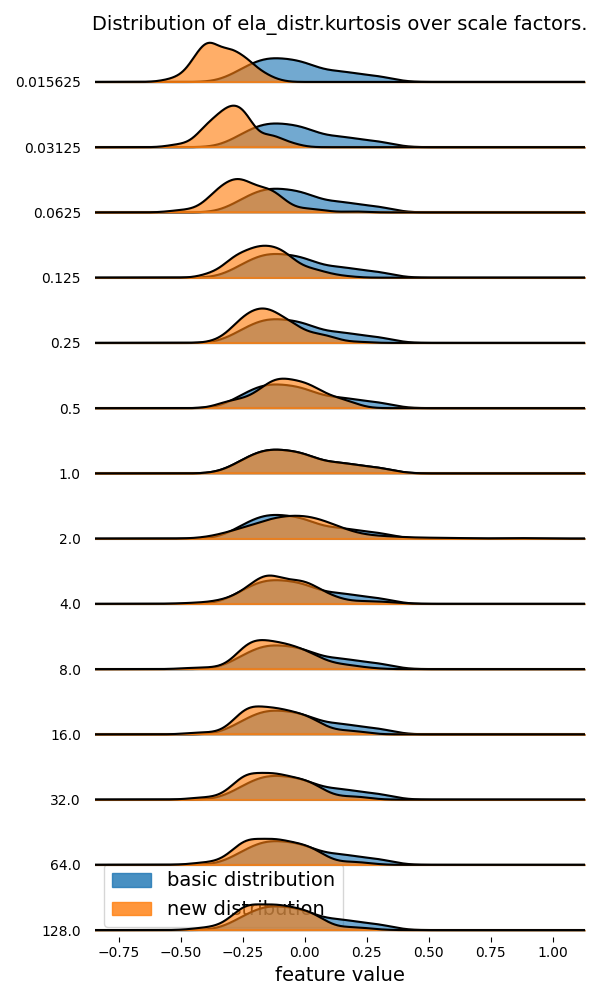 Distribution of ela_distr.kurtosis over scale factors.
0.015625
0.03125
0.0625
0.125
0.25
0.5
1.0
2.0
4.0
8.0
16.0
32.0
64.0
basic distribution
new distribution
128.0
−0.75 −0.50 −0.25 0.00 0.25 0.50 0.75 1.00
feature value